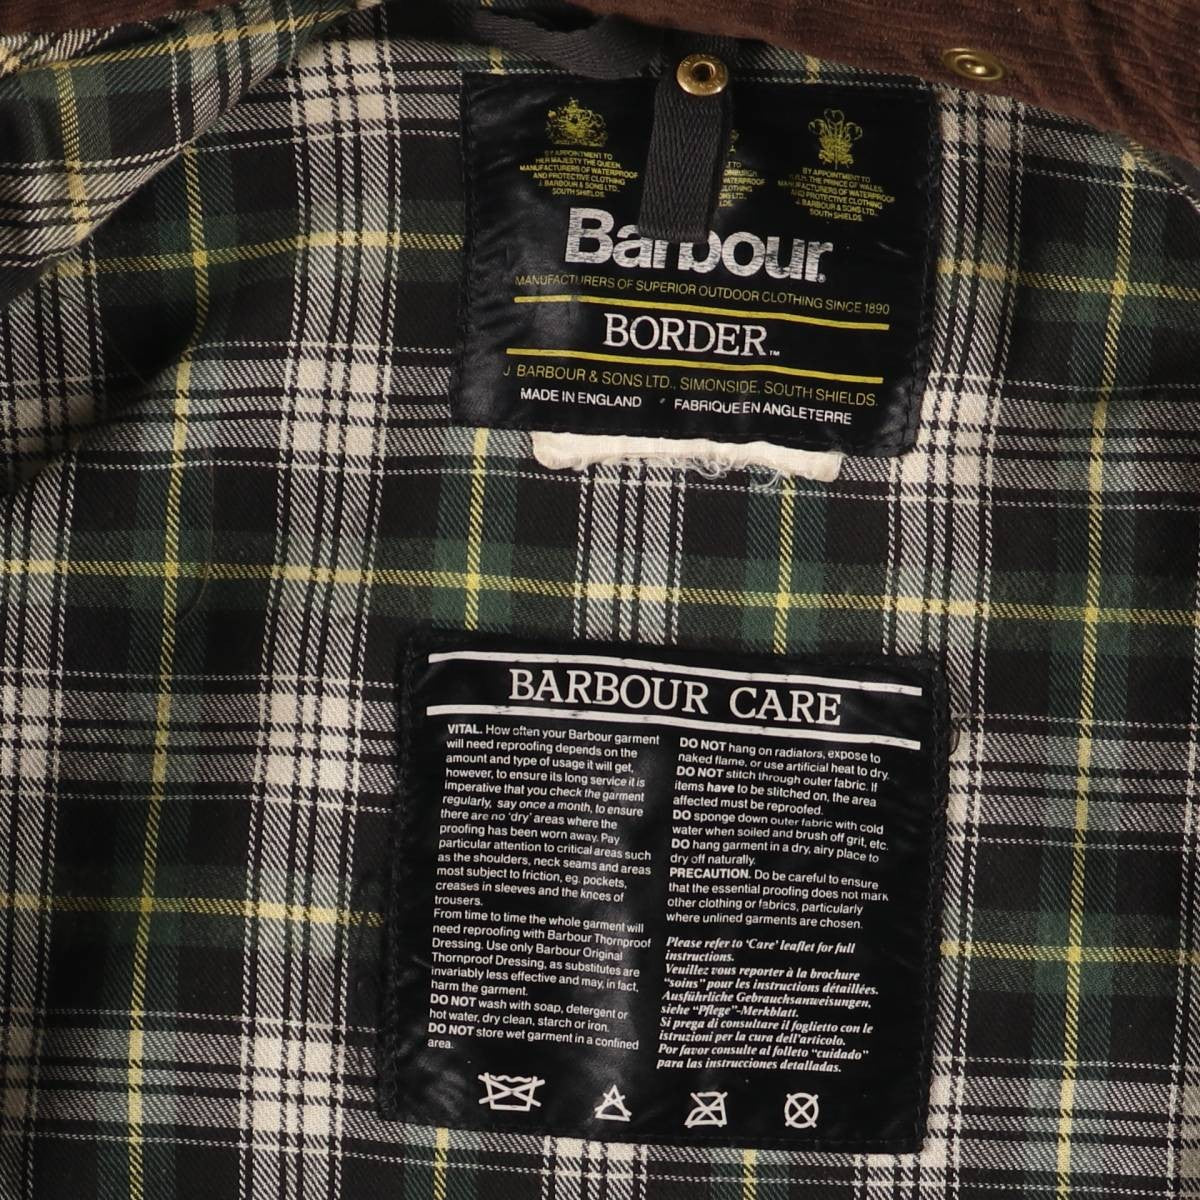 BY APPOINTMENT TO
HER MAJESTY THE QUEEN
MANUFACTURERS OF WATERPROOF
AND PROTECTIVE CLOTHING
J. BARBOUR & SONS LTD.,
SOUTH SHIELDS.
BY APPOINTMENT TO
H.R.H. THE PRINCE OF WALES
MANUFACTURERS OF WATERPROOF
AND PROTECTIVE CLOTHING
J. BARBOUR & SONS LTD.,
SOUTH SHIELDS
Barbour
MANUFACTURERS OF SUPERIOR OUTDOOR CLOTHING SINCE 1890
BORDER™
J. BARBOUR & SONS LTD., SIMONSIDE, SOUTH SHIELDS.
MADE IN ENGLAND FABRIQUE EN ANGLETERRE
BARBOUR CARE
VITAL. How often your Barbour garment
will need reproofing depends on the
amount and type of usage it will get,
however, to ensure its long service it is
imperative that you check the garment
regularly, say once a month, to ensure
there are no 'dry' areas where the
proofing has been worn away. Pay
particular attention to critical areas such
as the shoulders, neck seams and areas
most subject to friction, eg. pockets,
creases in sleeves and the knces of
trousers.
From time to time the whole garment will
need reproofing with Barbour Thornproof
Dressing. Use only Barbour Original
Thornproof Dressing, as substitutes are
invariably less effective and may, in fact,
harm the garment.
DO NOT wash with soap, detergent or
hot water, dry clean, starch or iron.
DO NOT store wet garment in a confined
area.
DO NOT hang on radiators, expose to
naked flame, or use artificial heat to dry.
DO NOT stitch through outer fabric. If
items have to be stitched on, the area
affected must be reproofed.
DO sponge down outer fabric with cold
water when soiled and brush off grit, etc.
DO hang garment in a dry, airy place to
dry off naturally.
PRECAUTION. Do be careful to ensure
that the essential proofing does not mark
other clothing or fabrics, particularly
where unlined garments are chosen.
Please refer to 'Care' leaflet for full
instructions.
Veuillez vous reporter à la brochure
"soins" pour les instructions détaillées.
Ausführliche Gebrauchsanweisungen,
siehe "Pflege"-Merkblatt.
Si prega di consultare il foglietto con le
istruzioni per la cura dell'articolo.
Por favor consulte al folleto "cuidado"
para las instrucciones detalladas.